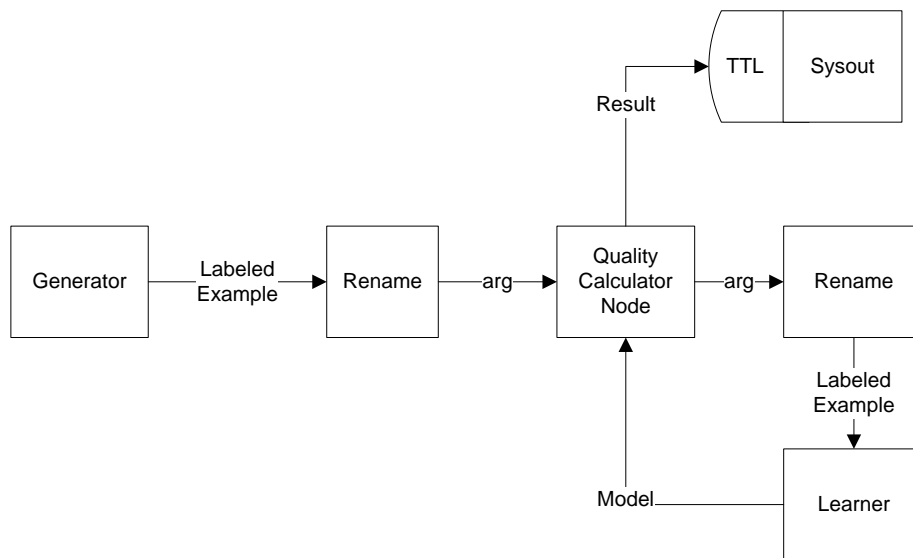 TTL
Sysout
Result
Generator
Labeled
Example
Rename
arg
Quality
Calculator
Node
arg
Rename
Labeled
Example
Model
Learner